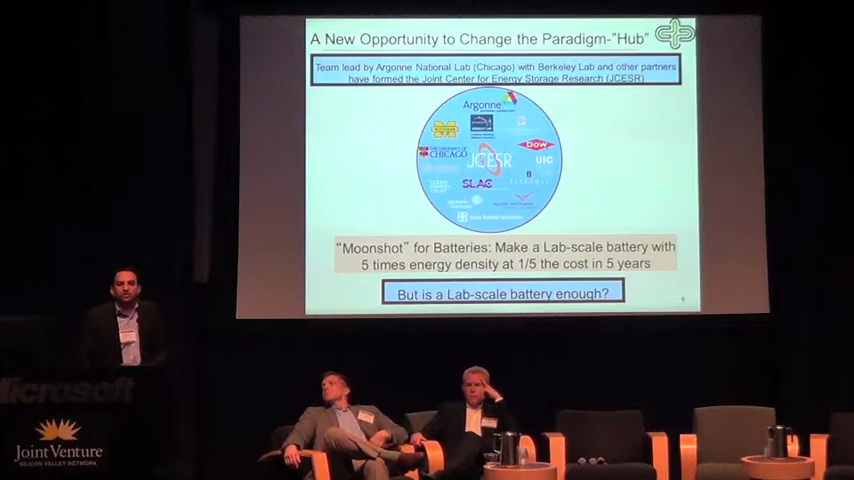 A New Opportunity to Change the Paradigm-"Hub"
Team lead by Argonne National Lab (Chicago) with Berkeley Lab and other partners
have formed the Joint Center for Energy Storage Research (JCESR)
Argonne
CHICAGO
JCESR
Dow
UIC
SLAC
"Moonshot" for Batteries: Make a Lab-scale battery with
5 times energy density at 1/5 the cost in 5 years
But is a Lab-scale battery enough?
Microsoft
Joint Venture
SILICON VALLEY NETWORK